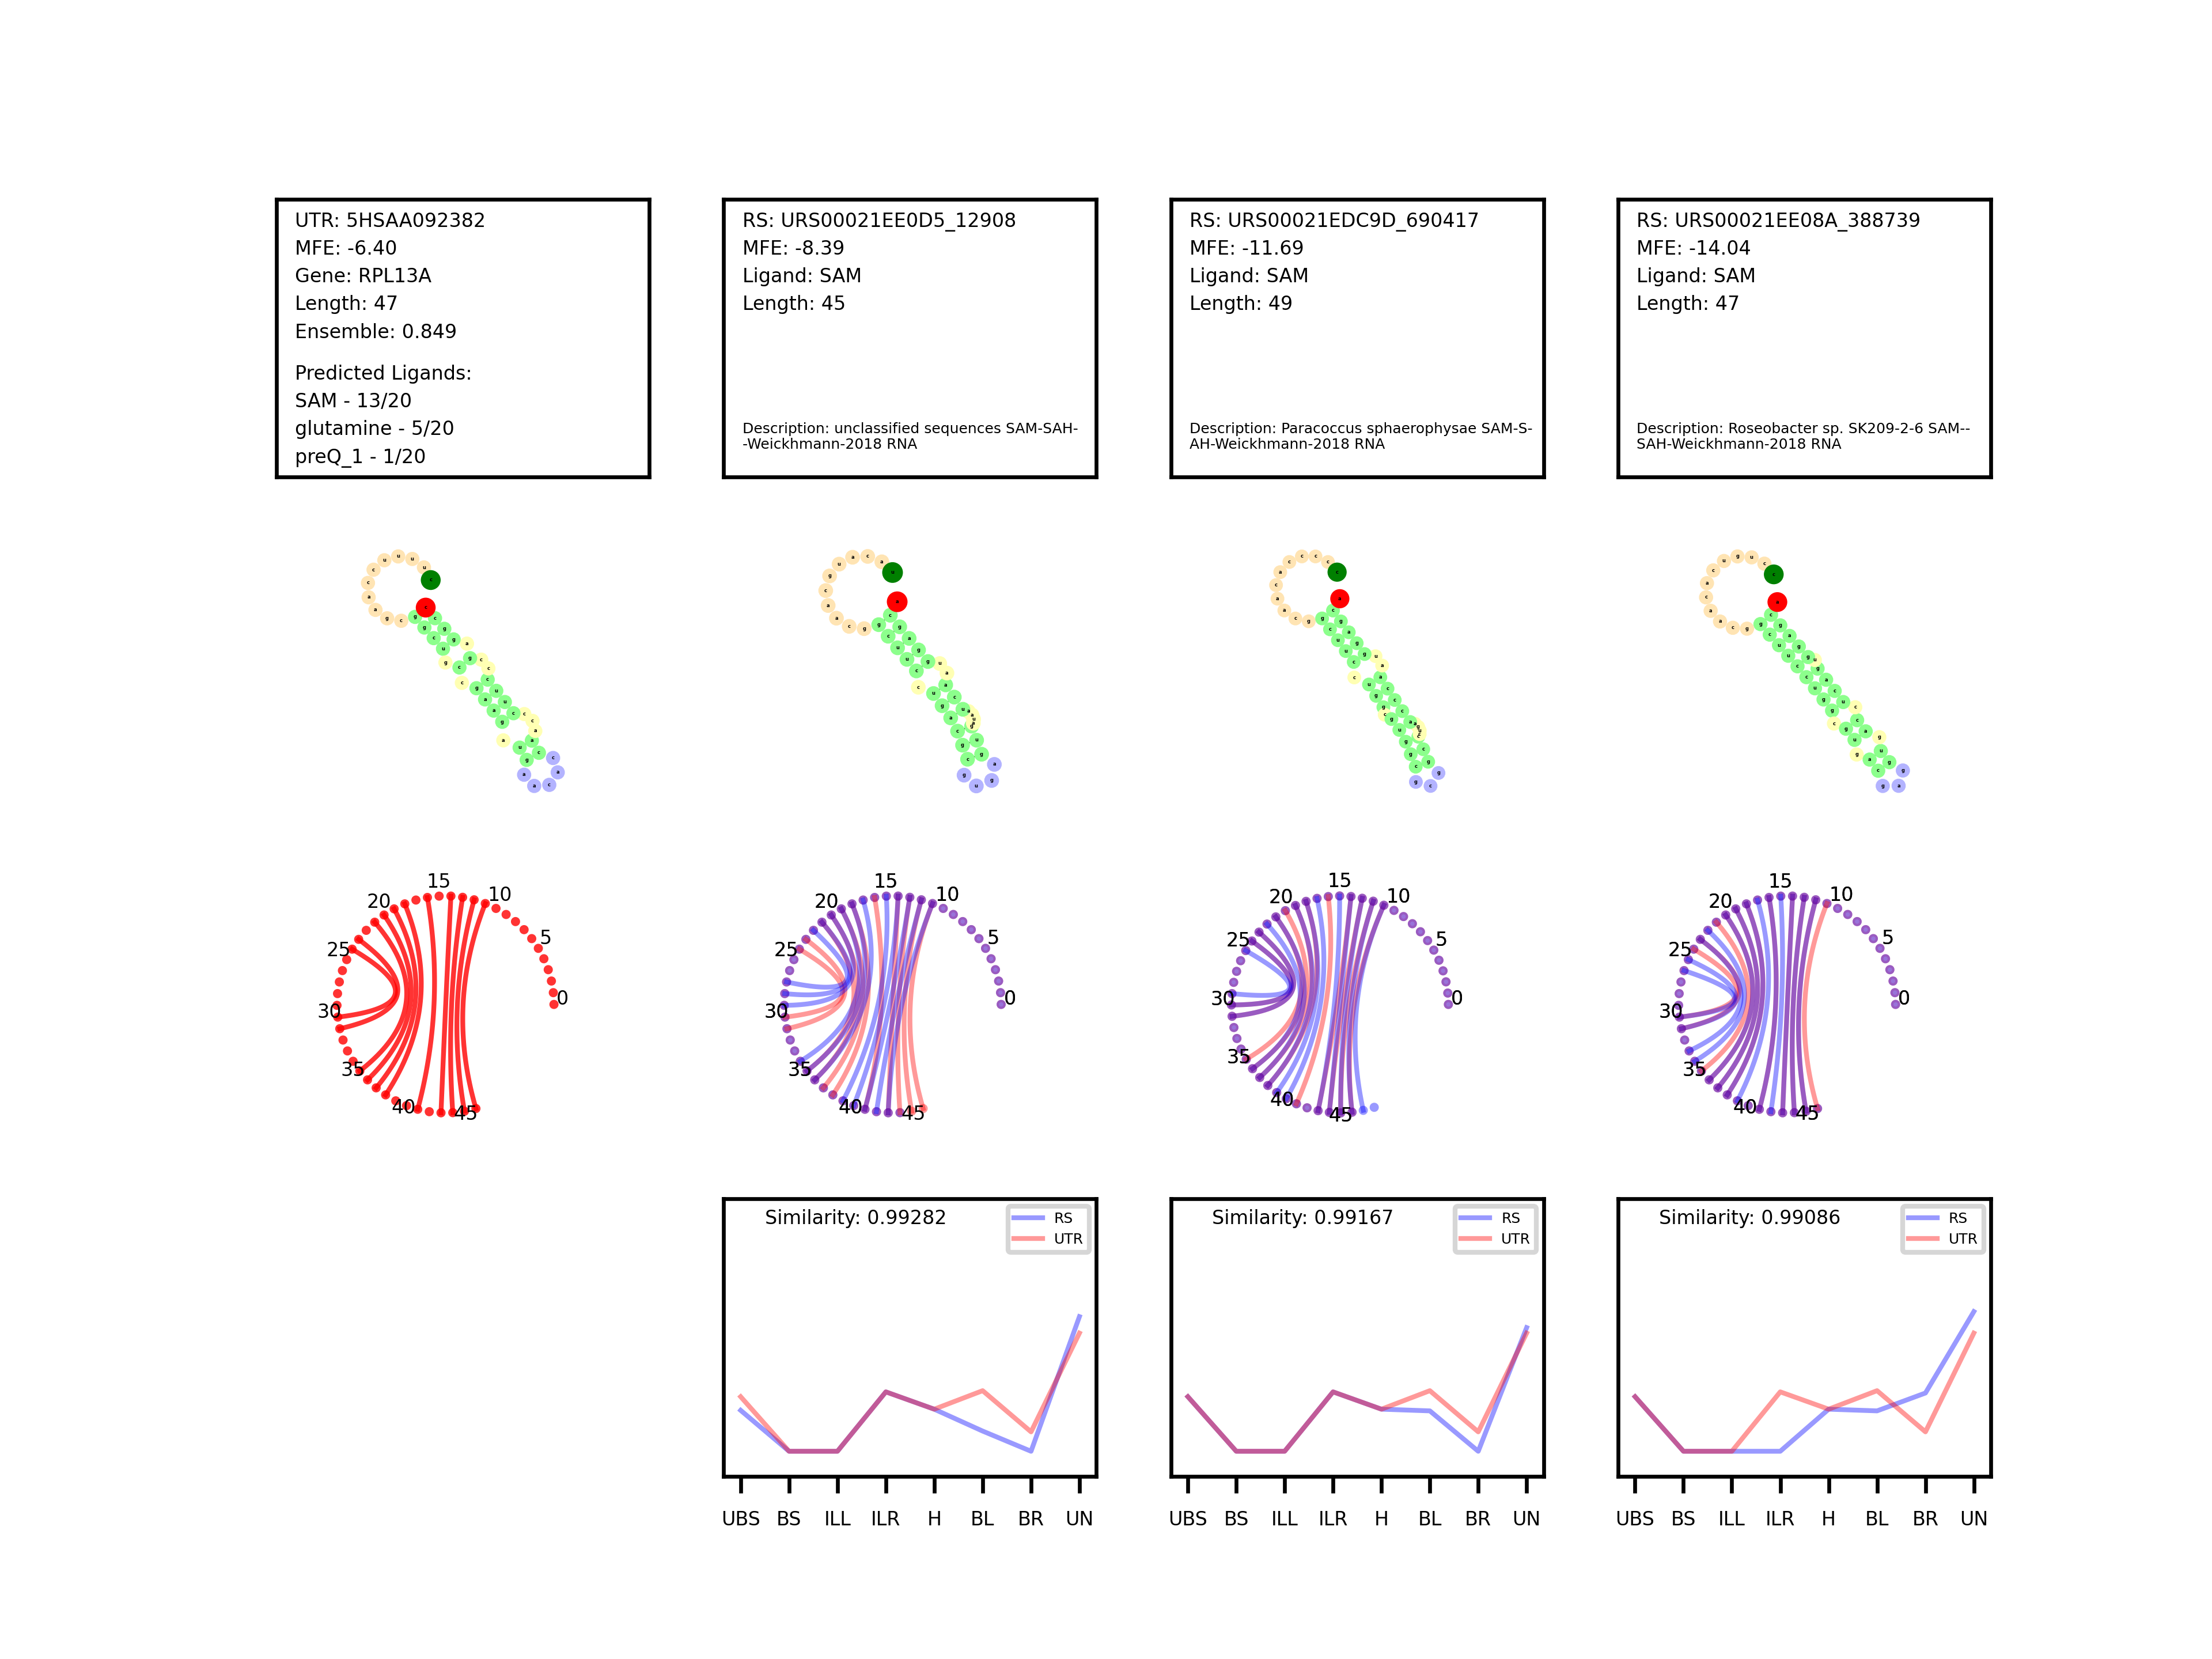 UTR: 5HSAA092382
MFE: -6.40
Gene: RPL13A
Length: 47
Ensemble: 0.849
Predicted Ligands:
SAM - 13/20
glutamine - 5/20
preQ_1 - 1/20
RS: URS00021EE0D5_12908
MFE: -8.39
Ligand: SAM
Length: 45
Description: unclassified sequences SAM-SAH-
-Weickhmann-2018 RNA
RS: URS00021EDC9D_690417
MFE: -11.69
Ligand: SAM
Length: 49
Description: Paracoccus sphaerophysae SAM-S-
AH-Weickhmann-2018 RNA
RS: URS00021EE08A_388739
MFE: -14.04
Ligand: SAM
Length: 47
Description: Roseobacter sp. SK209-2-6 SAM--
SAH-Weickhmann-2018 RNA
0 5 10 15 20 25 30 35 40 45
0 5 10 15 20 25 30 35 40 45
0 5 10 15 20 25 30 35 40 45
0 5 10 15 20 25 30 35 40 45
Similarity: 0.99282
RS
UTR
UBS BS ILL ILR H BL BR UN
Similarity: 0.99167
RS
UTR
UBS BS ILL ILR H BL BR UN
Similarity: 0.99086
RS
UTR
UBS BS ILL ILR H BL BR UN